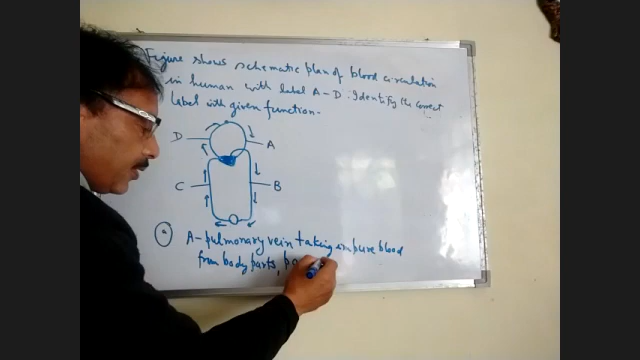 Figure shows schematic plan of blood circulation
in human with label A-D. Identify the correct
label with given function.
D
A
C
B
(a) A- pulmonary vein taking impure blood
from body parts, pO